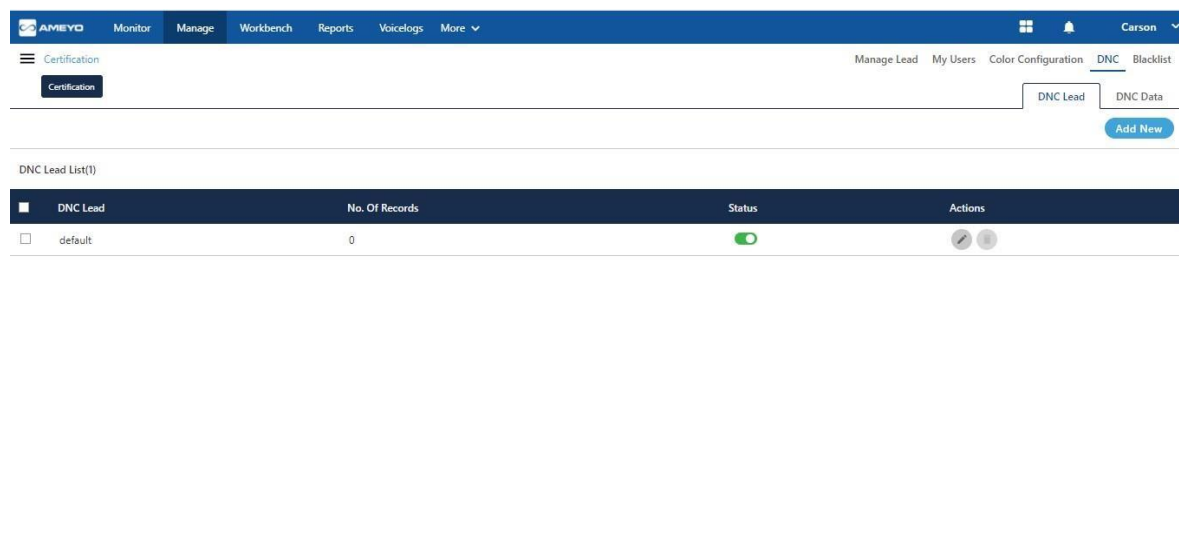 AMEYO Monitor Manage Workbench Reports Voicelogs More Carson
Certification Manage Lead My Users Color Configuration DNC Blacklist
Certification DNC Lead DNC Data
Add New
DNC Lead List(1)
DNC Lead No. Of Records Status Actions
default 0